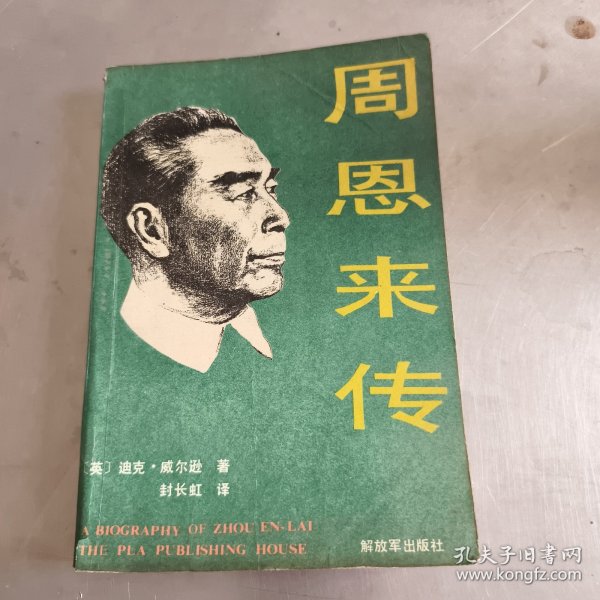 周恩来传
〔英〕迪克·威尔逊 著
封长虹 译
A BIOGRAPHY OF ZHOU EN-LAI
THE PLA PUBLISHING HOUSE
解放军出版社
孔夫子旧书网
www.kongfz.com